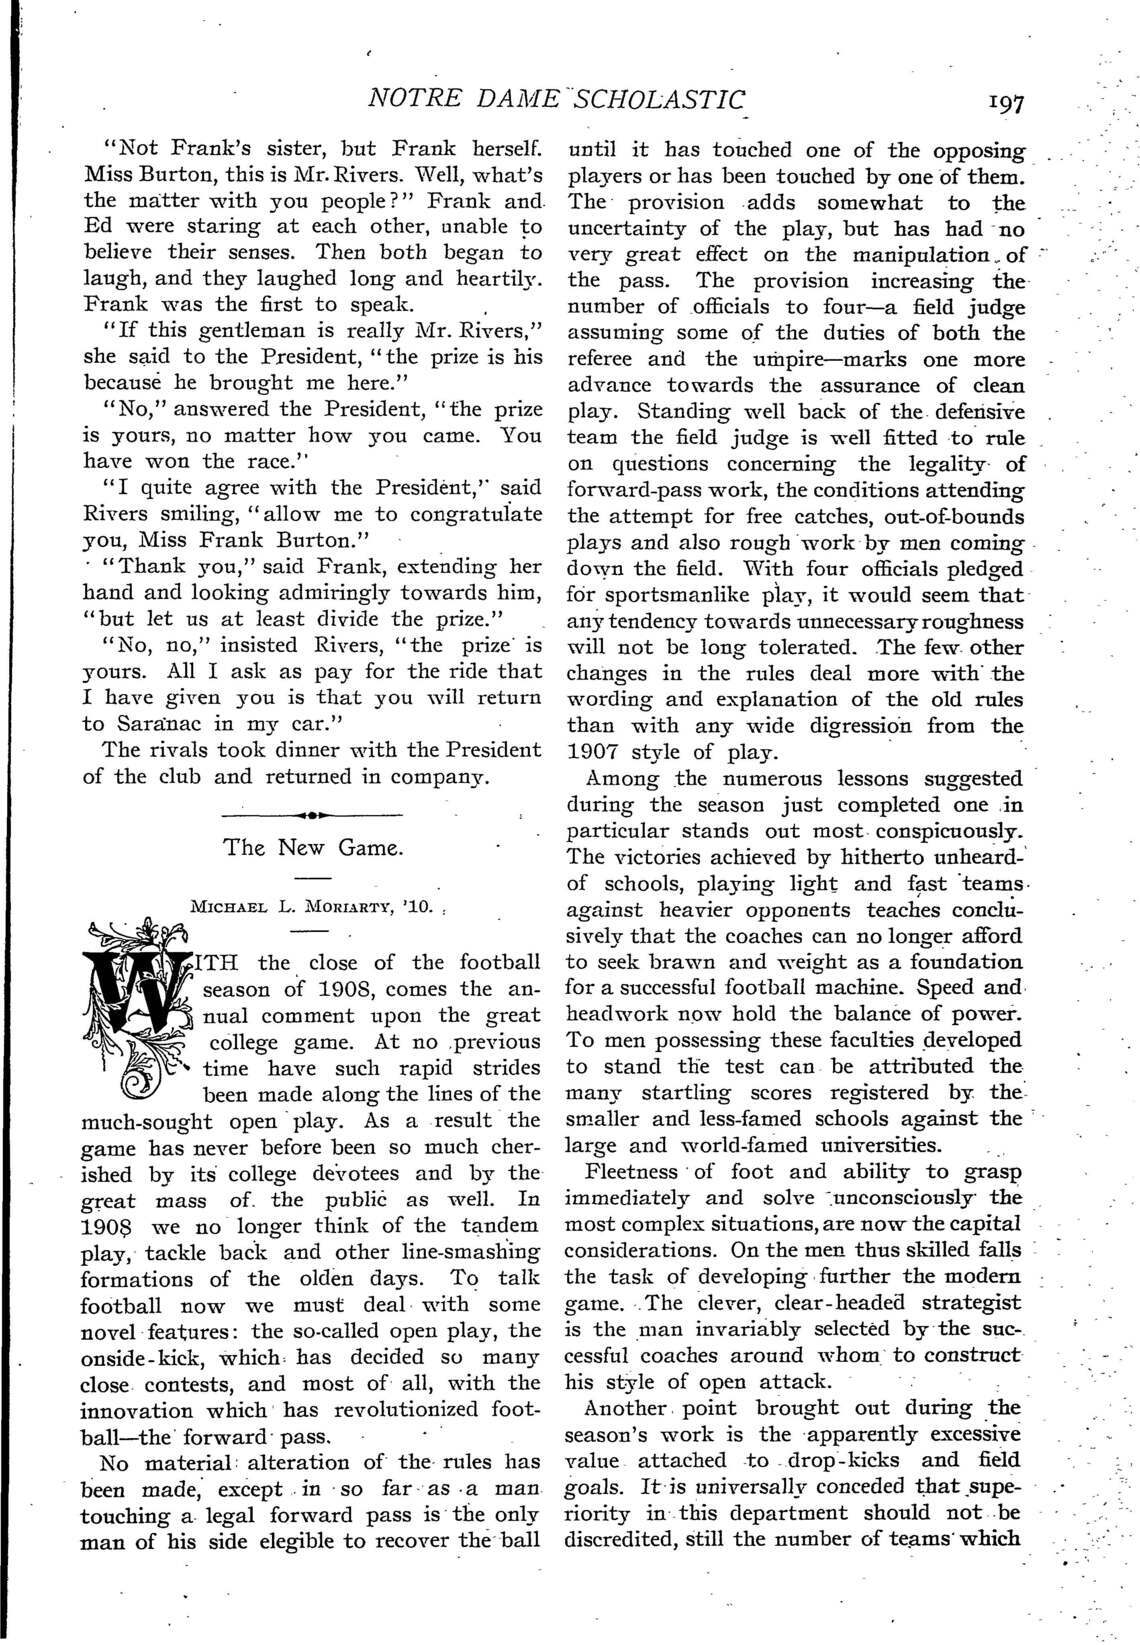 NOTRE DAME SCHOLASTIC 197
"Not Frank's sister, but Frank herself.
Miss Burton, this is Mr. Rivers. Well, what's
the matter with you people?" Frank and
Ed were staring at each other, unable to
believe their senses. Then both began to
laugh, and they laughed long and heartily.
Frank was the first to speak.
"If this gentleman is really Mr. Rivers,"
she said to the President, "the prize is his
because he brought me here."
"No," answered the President, "the prize
is yours, no matter how you came. You
have won the race."
"I quite agree with the President," said
Rivers smiling, "allow me to congratulate
you, Miss Frank Burton."
"Thank you," said Frank, extending her
hand and looking admiringly towards him,
"but let us at least divide the prize."
"No, no," insisted Rivers, "the prize is
yours. All I ask as pay for the ride that
I have given you is that you will return
to Saranac in my car."
The rivals took dinner with the President
of the club and returned in company.
The New Game.
MICHAEL L. MORIARTY, '10.
WITH the close of the football
season of 1908, comes the an-
nual comment upon the great
college game. At no previous
time have such rapid strides
been made along the lines of the
much-sought open play. As a result the
game has never before been so much cher-
ished by its college devotees and by the
great mass of the public as well. In
1908 we no longer think of the tandem
play, tackle back and other line-smashing
formations of the olden days. To talk
football now we must deal with some
novel features: the so-called open play, the
onside-kick, which has decided so many
close contests, and most of all, with the
innovation which has revolutionized foot-
ball—the forward pass.
No material alteration of the rules has
been made, except in so far as a man
touching a legal forward pass is the only
man of his side elegible to recover the ball
until it has touched one of the opposing
players or has been touched by one of them.
The provision adds somewhat to the
uncertainty of the play, but has had no
very great effect on the manipulation of
the pass. The provision increasing the
number of officials to four—a field judge
assuming some of the duties of both the
referee and the umpire—marks one more
advance towards the assurance of clean
play. Standing well back of the defensive
team the field judge is well fitted to rule
on questions concerning the legality of
forward-pass work, the conditions attending
the attempt for free catches, out-of-bounds
plays and also rough work by men coming
down the field. With four officials pledged
for sportsmanlike play, it would seem that
any tendency towards unnecessary roughness
will not be long tolerated. The few other
changes in the rules deal more with the
wording and explanation of the old rules
than with any wide digression from the
1907 style of play.
Among the numerous lessons suggested
during the season just completed one in
particular stands out most conspicuously.
The victories achieved by hitherto unheard-
of schools, playing light and fast teams
against heavier opponents teaches conclu-
sively that the coaches can no longer afford
to seek brawn and weight as a foundation
for a successful football machine. Speed and
headwork now hold the balance of power.
To men possessing these faculties developed
to stand the test can be attributed the
many startling scores registered by the
smaller and less-famed schools against the
large and world-famed universities.
Fleetness of foot and ability to grasp
immediately and solve unconsciously the
most complex situations, are now the capital
considerations. On the men thus skilled falls
the task of developing further the modern
game. The clever, clear-headed strategist
is the man invariably selected by the suc-
cessful coaches around whom to construct
his style of open attack.
Another point brought out during the
season's work is the apparently excessive
value attached to drop-kicks and field
goals. It is universally conceded that supe-
riority in this department should not be
discredited, still the number of teams which